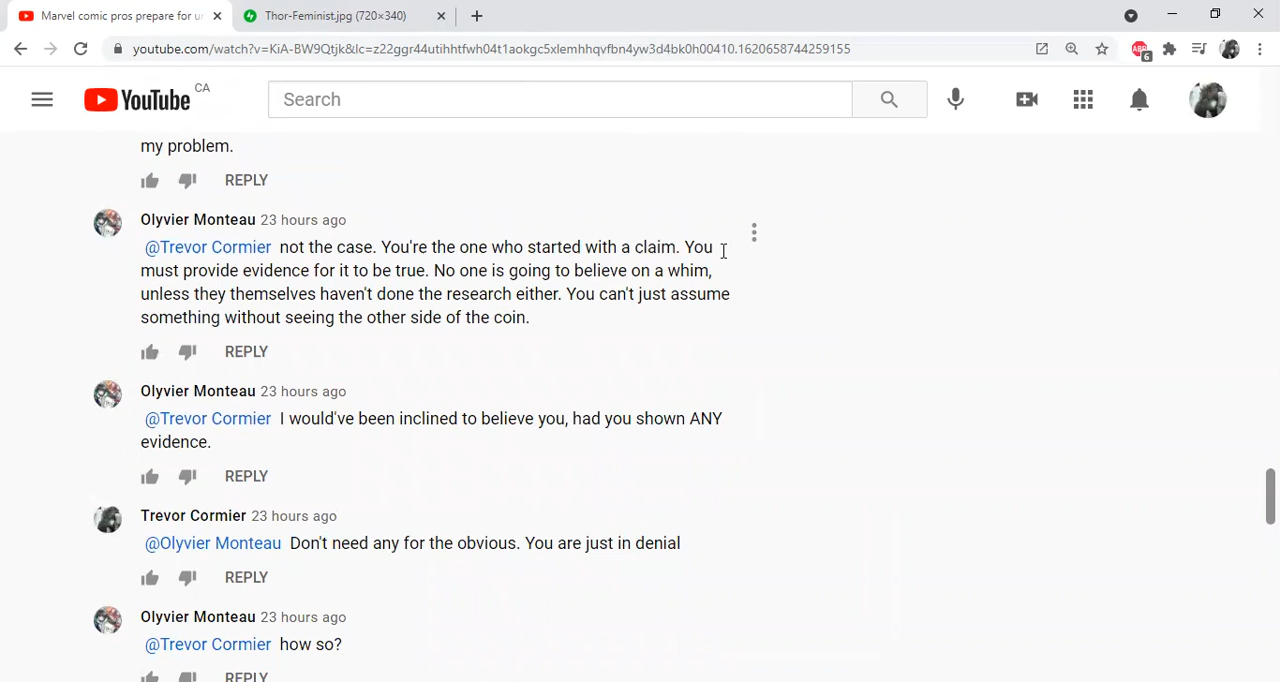 Marvel comic pros prepare for u
Thor-Feminist.jpg (720×340)
youtube.com/watch?v=KiA-BW9Qtjk&lc=z22ggr44utihhtfwh04t1aokgc5xlemhhqvfbn4yw3d4bk0h00410.1620658744259155
ABP
6
YouTube CA
Search
my problem.
REPLY
Olyvier Monteau 23 hours ago
@Trevor Cormier not the case. You're the one who started with a claim. You
must provide evidence for it to be true. No one is going to believe on a whim,
unless they themselves haven't done the research either. You can't just assume
something without seeing the other side of the coin.
REPLY
Olyvier Monteau 23 hours ago
@Trevor Cormier I would've been inclined to believe you, had you shown ANY
evidence.
REPLY
Trevor Cormier 23 hours ago
@Olyvier Monteau Don't need any for the obvious. You are just in denial
REPLY
Olyvier Monteau 23 hours ago
@Trevor Cormier how so?
REPLY